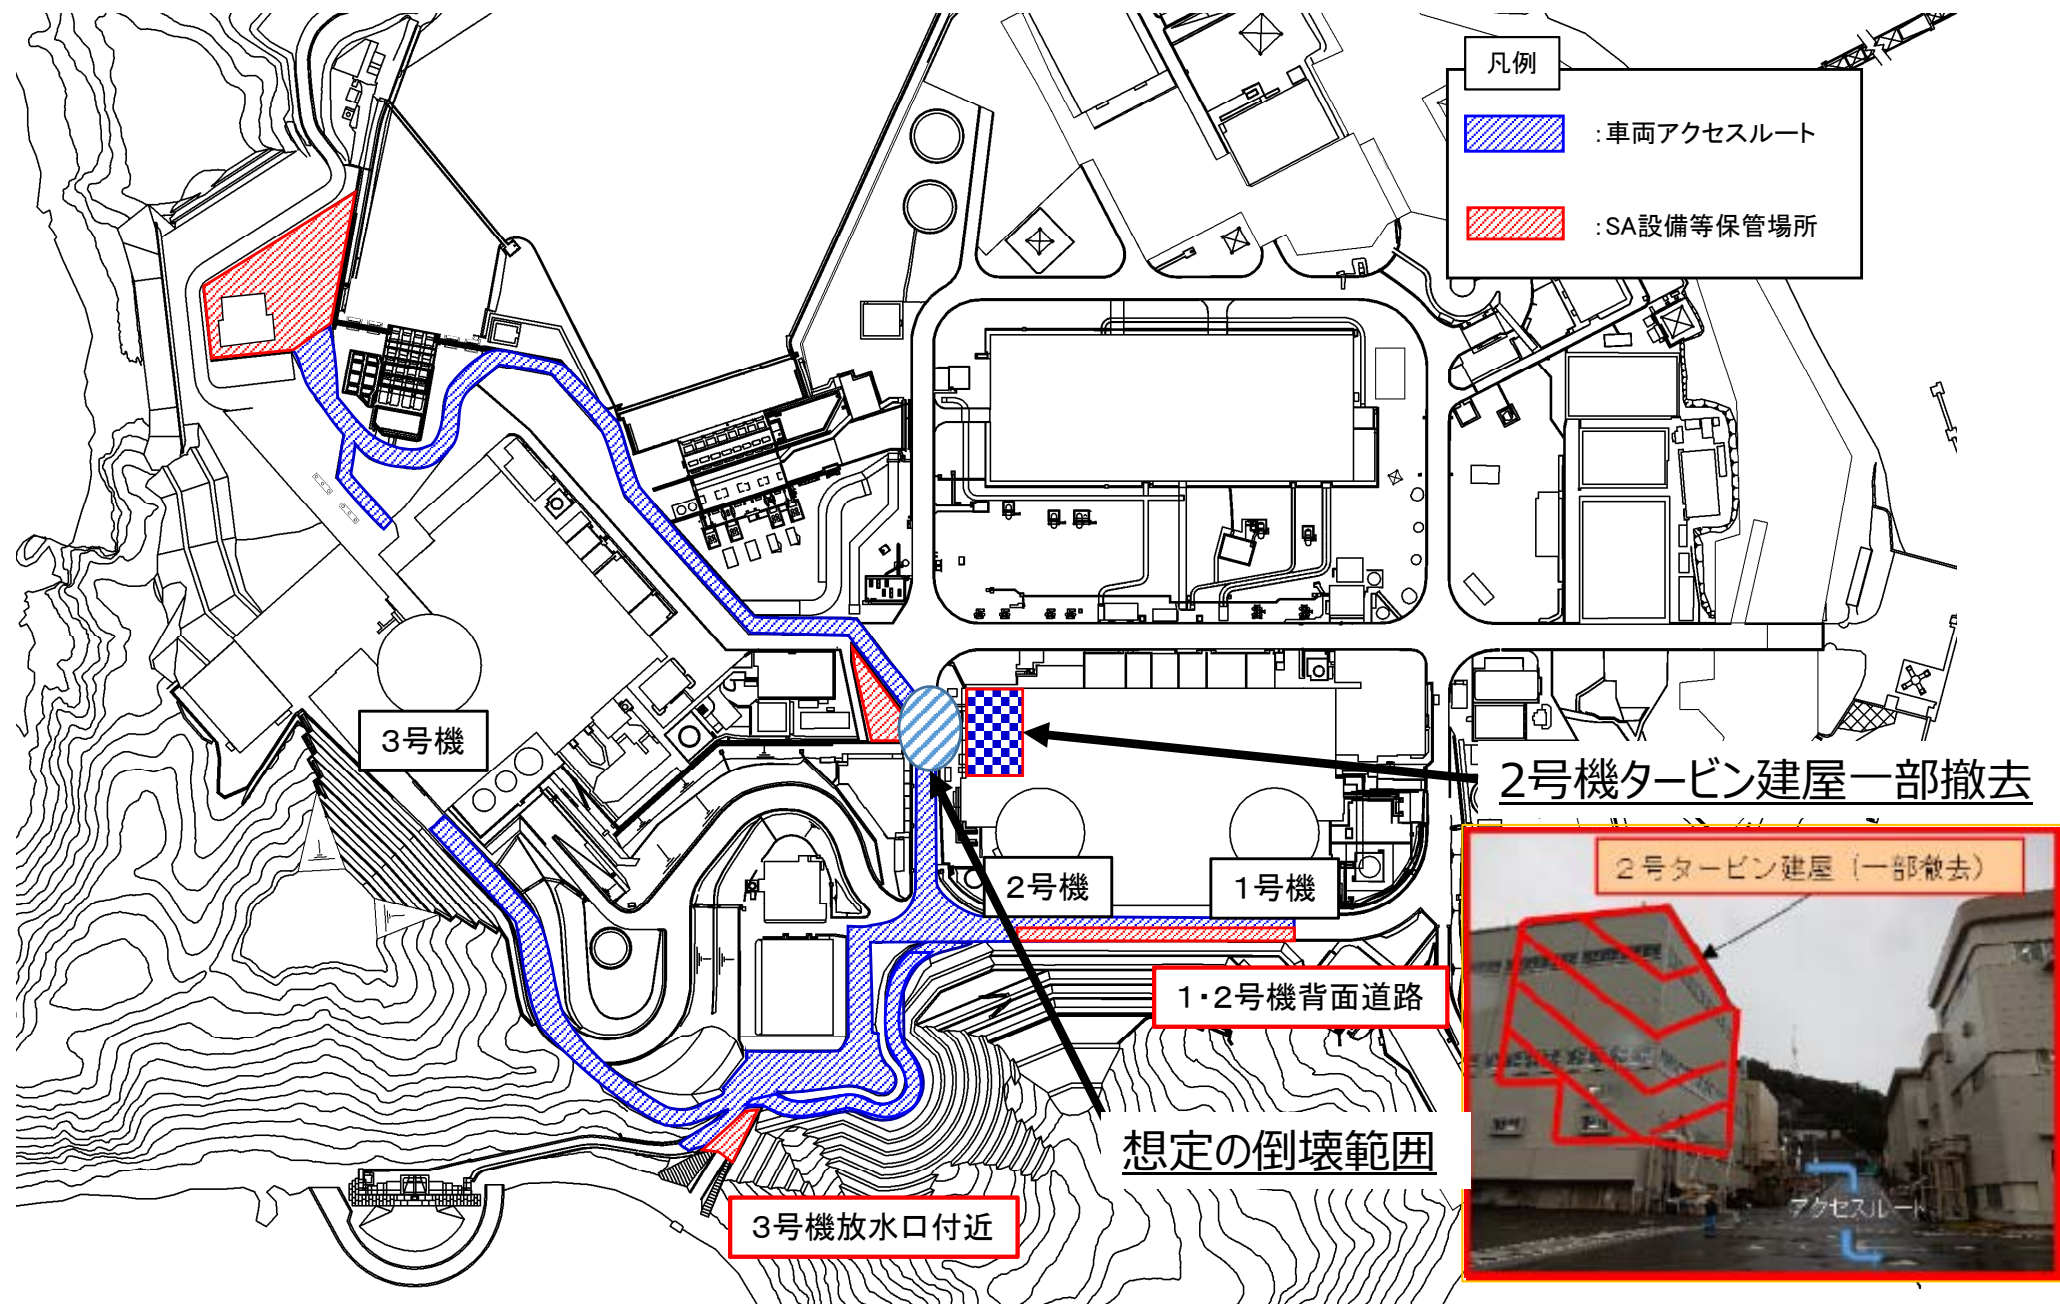 凡例
：車両アクセスルート
：SA設備等保管場所
3号機
2号機タービン建屋一部撤去
2号タービン建屋（一部撤去）
2号機
1号機
1・2号機背面道路
想定の倒壊範囲
アクセスルート
3号機放水口付近